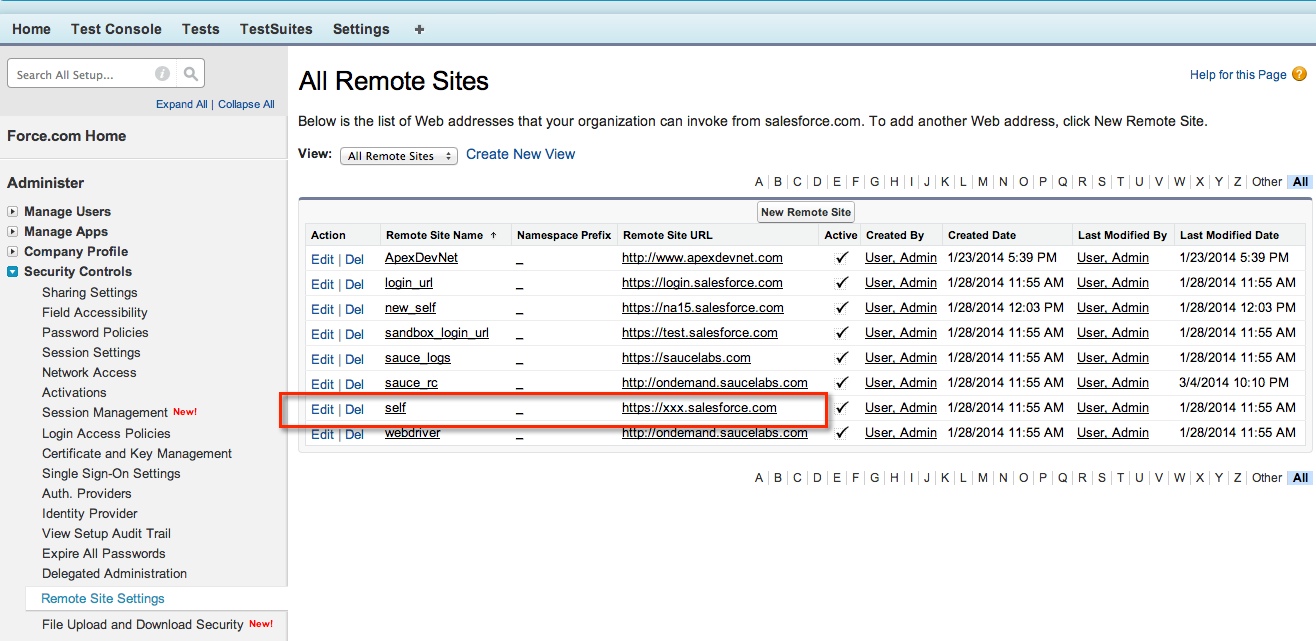 Home Test Console Tests TestSuites Settings +
Search All Setup... i
Expand All | Collapse All
Force.com Home
Administer
Manage Users
Manage Apps
Company Profile
Security Controls
Sharing Settings
Field Accessibility
Password Policies
Session Settings
Network Access
Activations
Session Management New!
Login Access Policies
Certificate and Key Management
Single Sign-On Settings
Auth. Providers
Identity Provider
View Setup Audit Trail
Expire All Passwords
Delegated Administration
Remote Site Settings
File Upload and Download Security New!
All Remote Sites
Help for this Page ?
Below is the list of Web addresses that your organization can invoke from salesforce.com. To add another Web address, click New Remote Site.
View: All Remote Sites Create New View
A | B | C | D | E | F | G | H | I | J | K | L | M | N | O | P | Q | R | S | T | U | V | W | X | Y | Z | Other | All
New Remote Site
Action Remote Site Name ↑ Namespace Prefix Remote Site URL Active Created By Created Date Last Modified By Last Modified Date
Edit | Del ApexDevNet _ http://www.apexdevnet.com ✓ User, Admin 1/23/2014 5:39 PM User, Admin 1/23/2014 5:39 PM
Edit | Del login_url _ https://login.salesforce.com ✓ User, Admin 1/28/2014 11:55 AM User, Admin 1/28/2014 11:55 AM
Edit | Del new_self _ https://na15.salesforce.com ✓ User, Admin 1/28/2014 12:03 PM User, Admin 1/28/2014 12:03 PM
Edit | Del sandbox_login_url _ https://test.salesforce.com ✓ User, Admin 1/28/2014 11:55 AM User, Admin 1/28/2014 11:55 AM
Edit | Del sauce_logs _ https://saucelabs.com ✓ User, Admin 1/28/2014 11:55 AM User, Admin 1/28/2014 11:55 AM
Edit | Del sauce_rc _ http://ondemand.saucelabs.com ✓ User, Admin 1/28/2014 11:55 AM User, Admin 3/4/2014 10:10 PM
Edit | Del self _ https://xxx.salesforce.com ✓ User, Admin 1/28/2014 11:55 AM User, Admin 1/28/2014 11:55 AM
Edit | Del webdriver _ http://ondemand.saucelabs.com ✓ User, Admin 1/28/2014 11:55 AM User, Admin 1/28/2014 11:55 AM
A | B | C | D | E | F | G | H | I | J | K | L | M | N | O | P | Q | R | S | T | U | V | W | X | Y | Z | Other | All